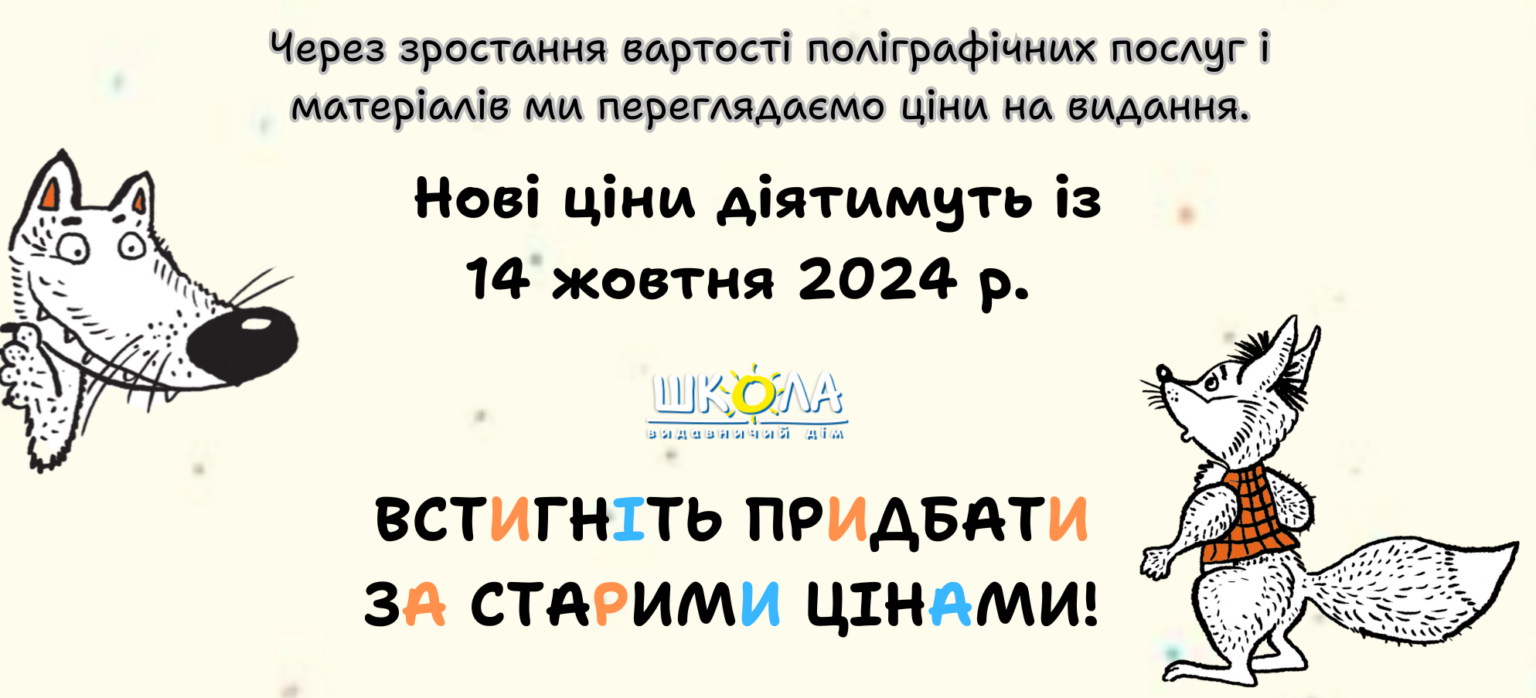 Через зростання вартості поліграфічних послуг і
матеріалів ми переглядаємо ціни на видання.
Нові ціни діятимуть із
14 жовтня 2024 р.
ШКОЛА
видавничий дім
ВСТИГНІТЬ ПРИДБАТИ
ЗА СТАРИМИ ЦІНАМИ!